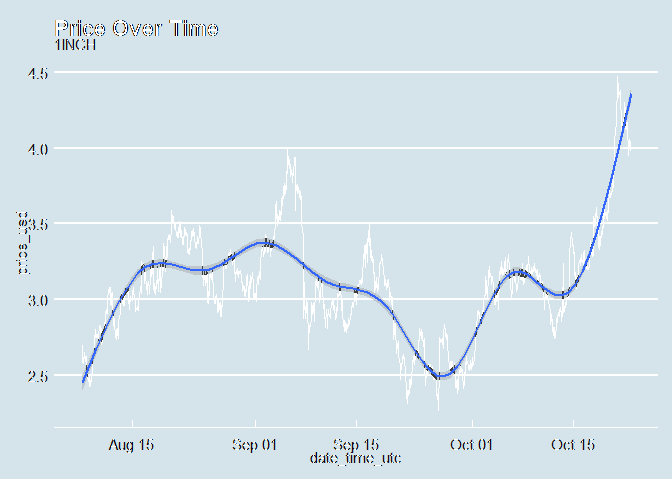 Price Over Time
1INCH
4.5
4.0
3.5
3.0
2.5
price_usd
Aug 15 Sep 01 Sep 15 Oct 01 Oct 15
date_time_utc